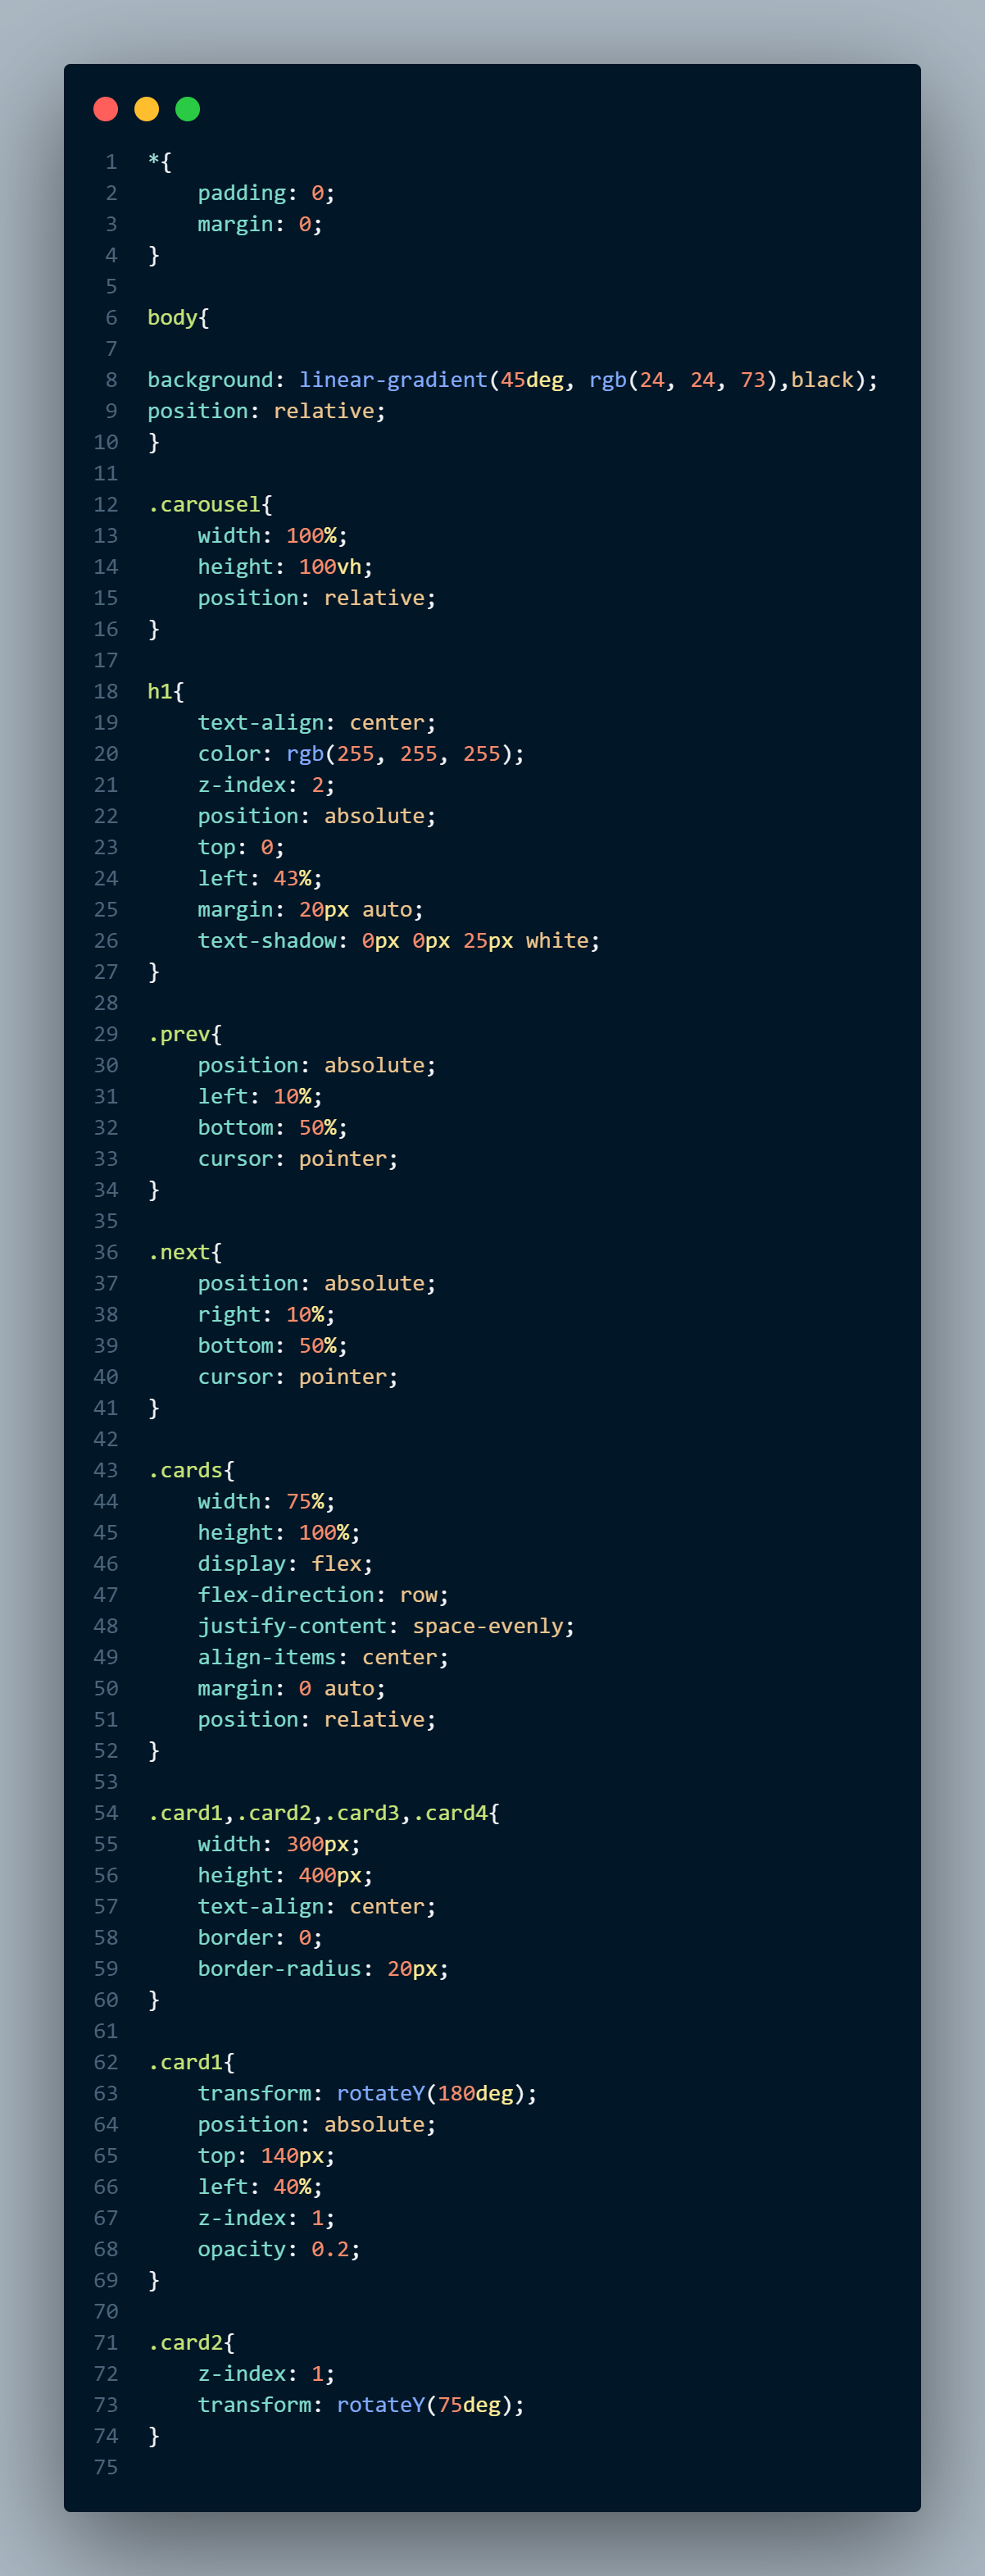 1 *{
2     padding: 0;
3     margin: 0;
4 }
5
6 body{
7
8 background: linear-gradient(45deg, rgb(24, 24, 73),black);
9 position: relative;
10 }
11
12 .carousel{
13     width: 100%;
14     height: 100vh;
15     position: relative;
16 }
17
18 h1{
19     text-align: center;
20     color: rgb(255, 255, 255);
21     z-index: 2;
22     position: absolute;
23     top: 0;
24     left: 43%;
25     margin: 20px auto;
26     text-shadow: 0px 0px 25px white;
27 }
28
29 .prev{
30     position: absolute;
31     left: 10%;
32     bottom: 50%;
33     cursor: pointer;
34 }
35
36 .next{
37     position: absolute;
38     right: 10%;
39     bottom: 50%;
40     cursor: pointer;
41 }
42
43 .cards{
44     width: 75%;
45     height: 100%;
46     display: flex;
47     flex-direction: row;
48     justify-content: space-evenly;
49     align-items: center;
50     margin: 0 auto;
51     position: relative;
52 }
53
54 .card1,.card2,.card3,.card4{
55     width: 300px;
56     height: 400px;
57     text-align: center;
58     border: 0;
59     border-radius: 20px;
60 }
61
62 .card1{
63     transform: rotateY(180deg);
64     position: absolute;
65     top: 140px;
66     left: 40%;
67     z-index: 1;
68     opacity: 0.2;
69 }
70
71 .card2{
72     z-index: 1;
73     transform: rotateY(75deg);
74 }
75